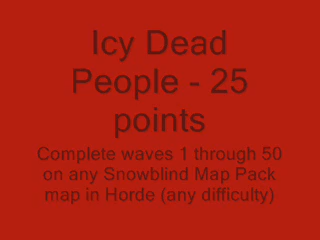 Icy Dead
People - 25
points
Complete waves 1 through 50
on any Snowblind Map Pack
map in Horde (any difficulty)